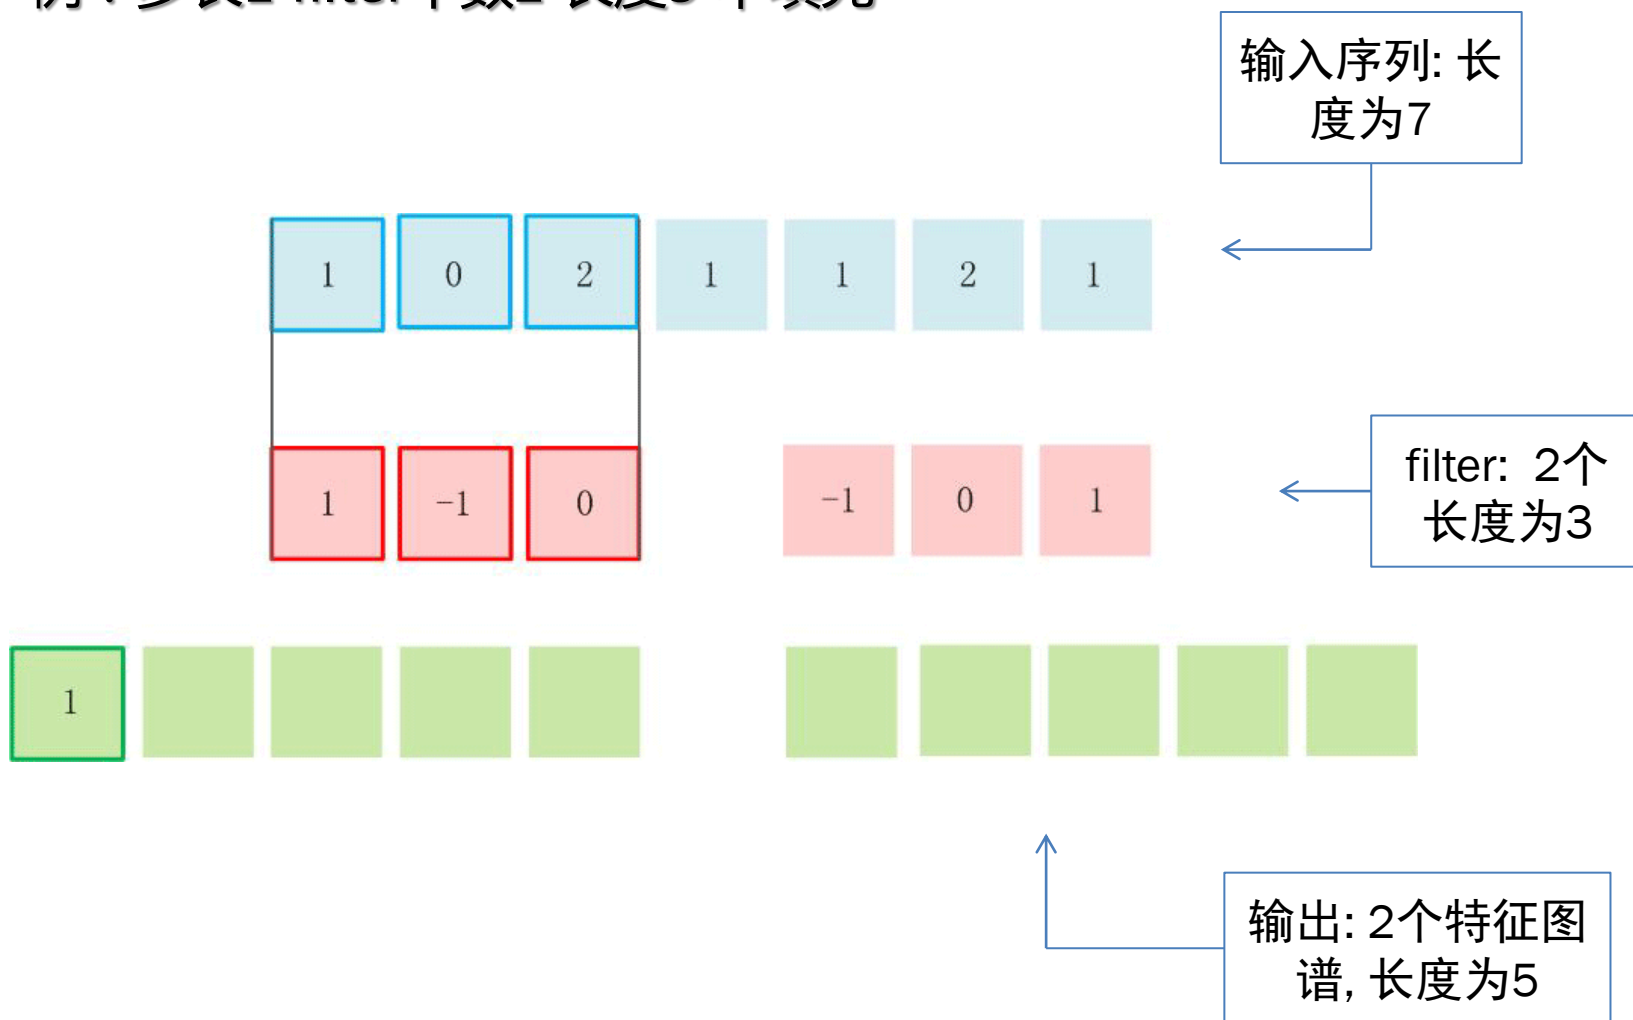 输入序列: 长
度为7
1 0 2 1 1 2 1
1 -1 0 -1 0 1
filter: 2个
长度为3
1
输出: 2个特征图
谱, 长度为5